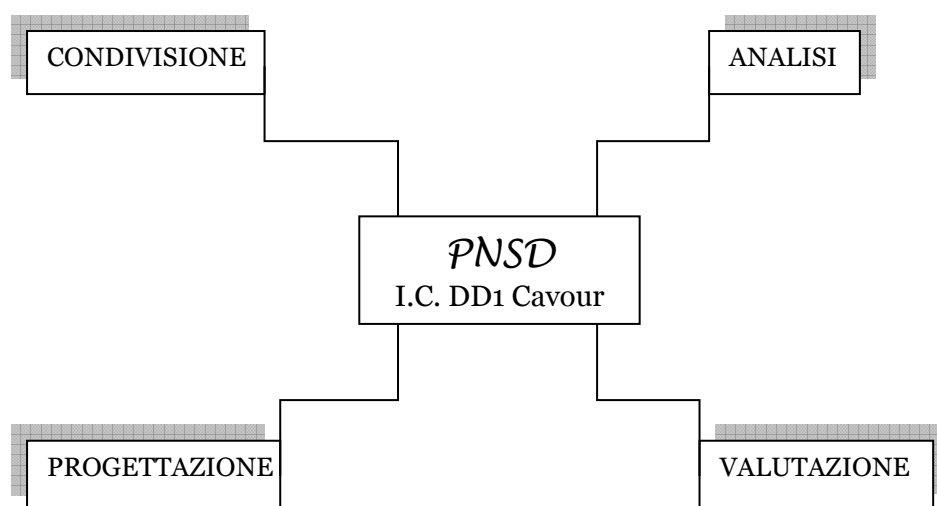 CONDIVISIONE
ANALISI
PNSD
I.C. DD1 Cavour
PROGETTAZIONE
VALUTAZIONE